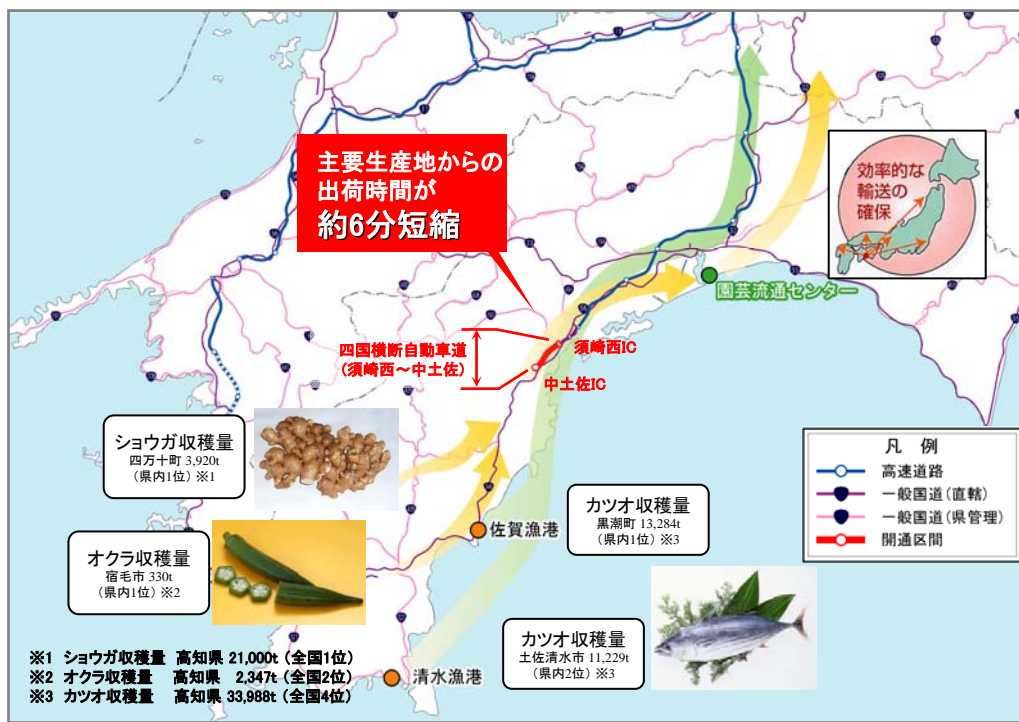 主要生産地からの
出荷時間が
約6分短縮
効率的な
輸送の
確保
園芸流通センター
四国横断自動車道
(須崎西～中土佐)
須崎西IC
中土佐IC
ショウガ収穫量
四万十町 3,920t
(県内1位) ※1
オクラ収穫量
宿毛市 330t
(県内1位) ※2
佐賀漁港
カツオ収穫量
黒潮町 13,284t
(県内1位) ※3
カツオ収穫量
土佐清水市 11,229t
(県内2位) ※3
清水漁港
凡 例
高速道路
一般国道(直轄)
一般国道(県管理)
開通区間
※1 ショウガ収穫量 高知県 21,000t (全国1位)
※2 オクラ収穫量 高知県 2,347t (全国2位)
※3 カツオ収穫量 高知県 33,988t (全国4位)